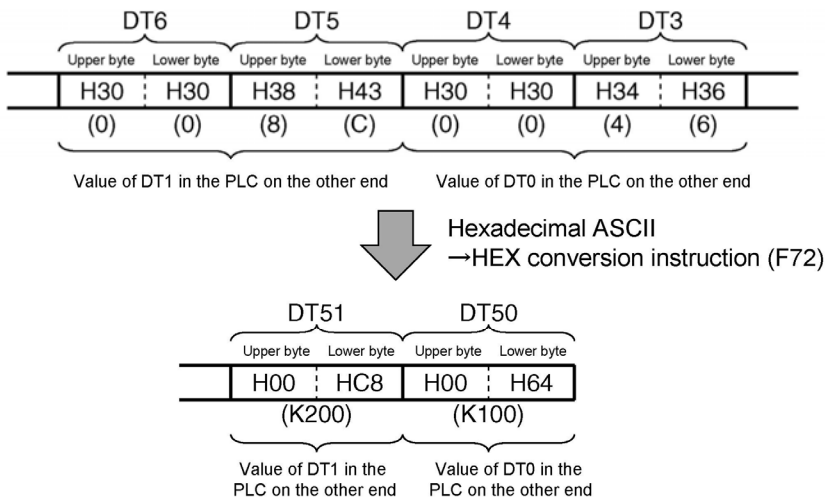 DT6 DT5 DT4 DT3
Upper byte Lower byte Upper byte Lower byte Upper byte Lower byte Upper byte Lower byte
H30 H30 H38 H43 H30 H30 H34 H36
(0) (0) (8) (C) (0) (0) (4) (6)
Value of DT1 in the PLC on the other end Value of DT0 in the PLC on the other end
Hexadecimal ASCII
→HEX conversion instruction (F72)
DT51 DT50
Upper byte Lower byte Upper byte Lower byte
H00 HC8 H00 H64
(K200) (K100)
Value of DT1 in the Value of DT0 in the
PLC on the other end PLC on the other end